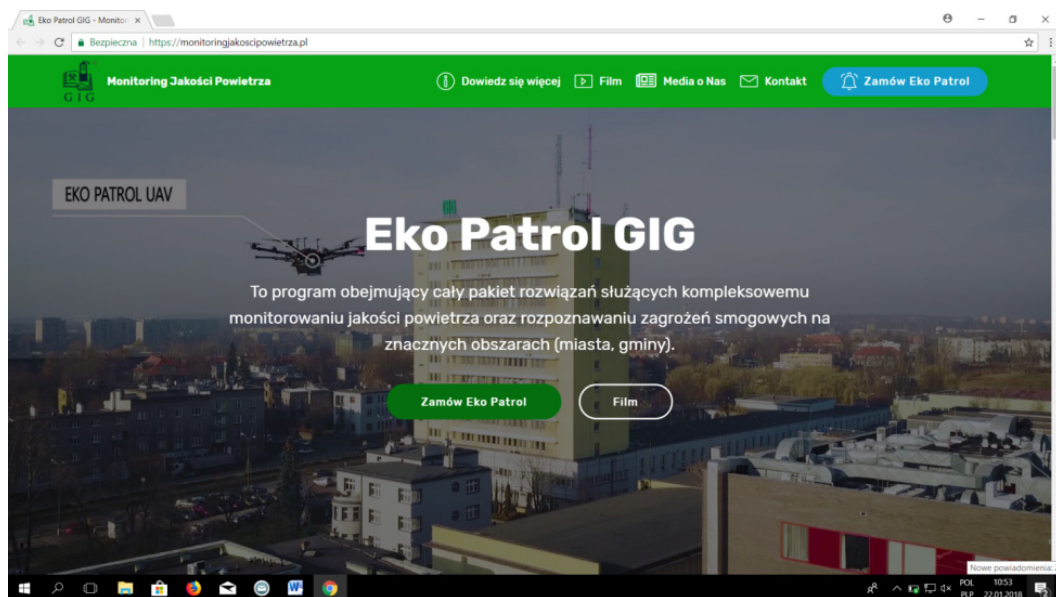 Eko Patrol GIG - Monitor
Bezpieczna | https://monitoringjakoscipowietrza.pl
GIG
Monitoring Jakości Powietrza
Dowiedz się więcej
Film
Media o Nas
Kontakt
Zamów Eko Patrol
EKO PATROL UAV
Eko Patrol GIG
To program obejmujący cały pakiet rozwiązań służących kompleksowemu
monitorowaniu jakości powietrza oraz rozpoznawaniu zagrożeń smogowych na
znacznych obszarach (miasta, gminy).
Zamów Eko Patrol
Film
Nowe powiadomienia:
POL
PLP
10:53
22.01.2018